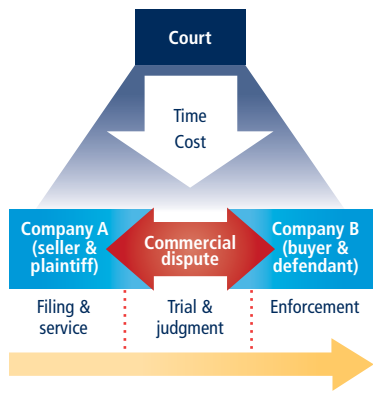 Court
Time
Cost
Company A
(seller &
plaintiff)
Commercial
dispute
Company B
(buyer &
defendant)
Filing &
service
Trial &
judgment
Enforcement